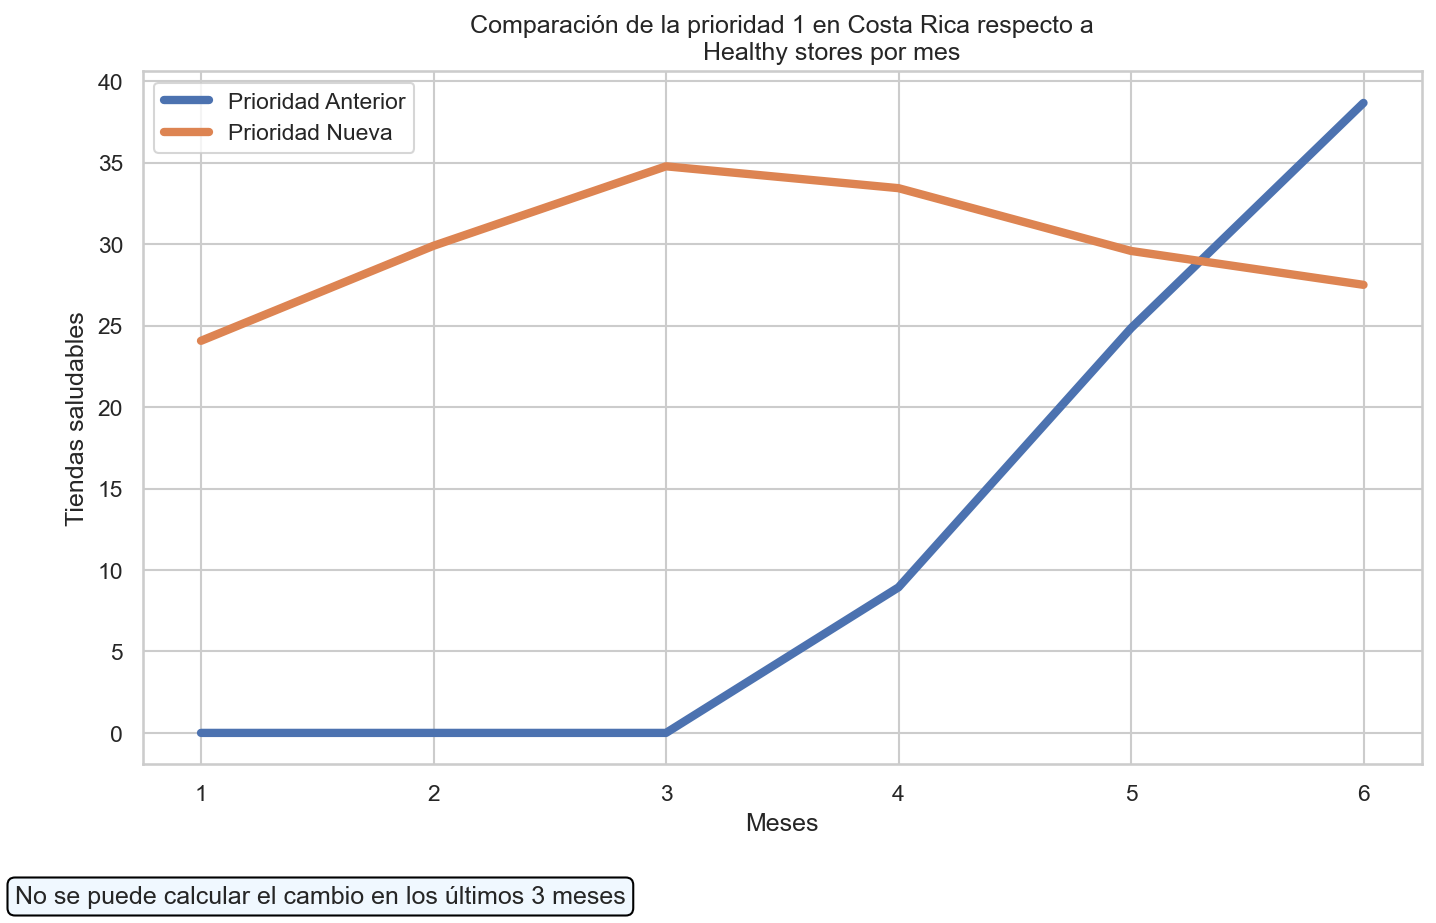 Comparación de la prioridad 1 en Costa Rica respecto a
Healthy stores por mes
Prioridad Anterior
Prioridad Nueva
Tiendas saludables
40
35
30
25
20
15
10
5
0
1 2 3 4 5 6
Meses
No se puede calcular el cambio en los últimos 3 meses